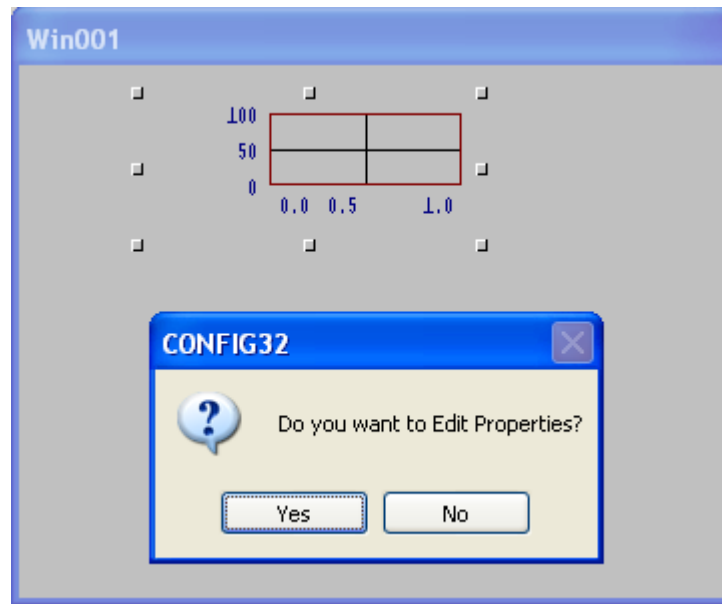 Win001
100
50
0
0.0 0.5 1.0
CONFIG32
Do you want to Edit Properties?
Yes No